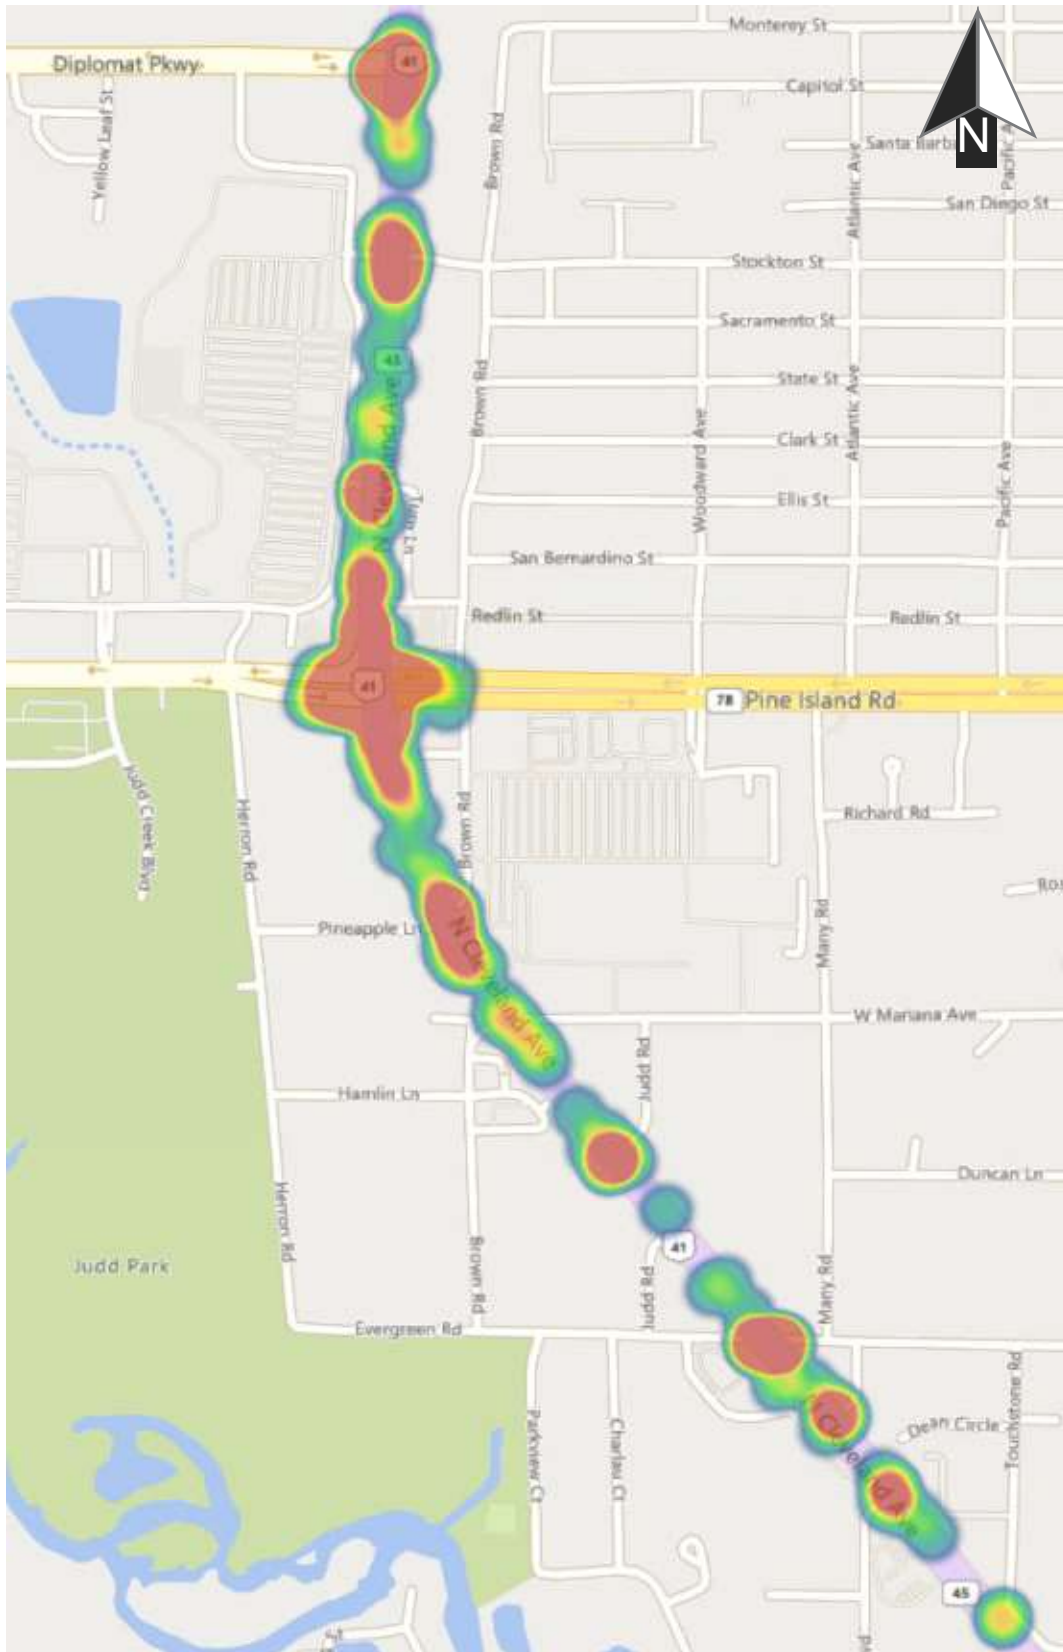 Monterey St
41
Diplomat Pkwy
Capitol St
Yellow Leaf St
Brown Rd
Santa Barb
Pacific A
N
Atlantic Ave
San Diego St
Stockton St
Sacramento St
State St
Brown Rd
Atlantic Ave
N Cleveland Ave
Clark St
Woodward Ave
Pacific Ave
Ellis St
San Bernardino St
Redlin St
Redlin St
41
78
Pine Island Rd
Judd Creek Blvd
Herron Rd
Brown Rd
Richard Rd
Many Rd
Pineapple Ln
N Cleveland Ave
W Mariana Ave
Judd Rd
Hamlin Ln
Duncan Ln
Herron Rd
41
Judd Park
Brown Rd
Judd Rd
Many Rd
Evergreen Rd
Touchstone Rd
Parkview Ct
Charlau Ct
Dean Circle
N Cleveland Ave
45